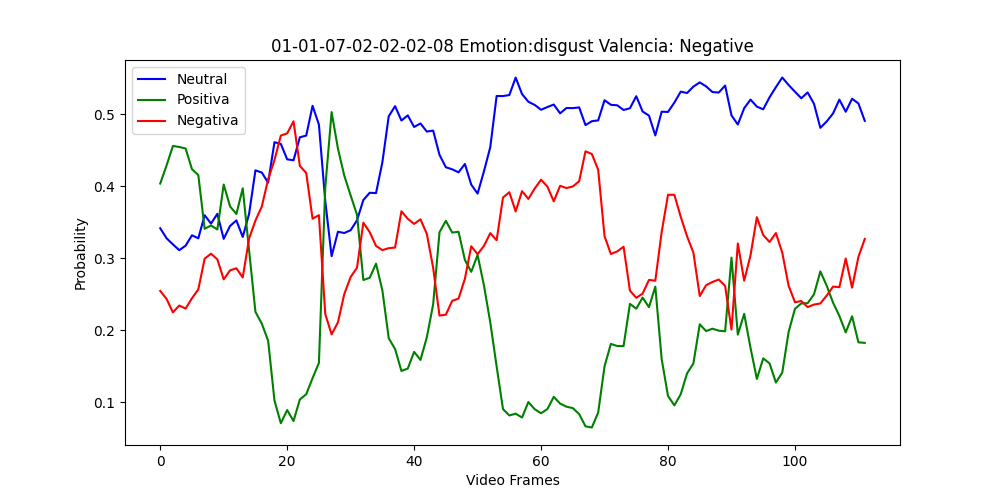 01-01-07-02-02-02-08 Emotion:disgust Valencia: Negative
Neutral
Positiva
Negativa
0.5
0.4
0.3
0.2
0.1
Probability
0 20 40 60 80 100
Video Frames